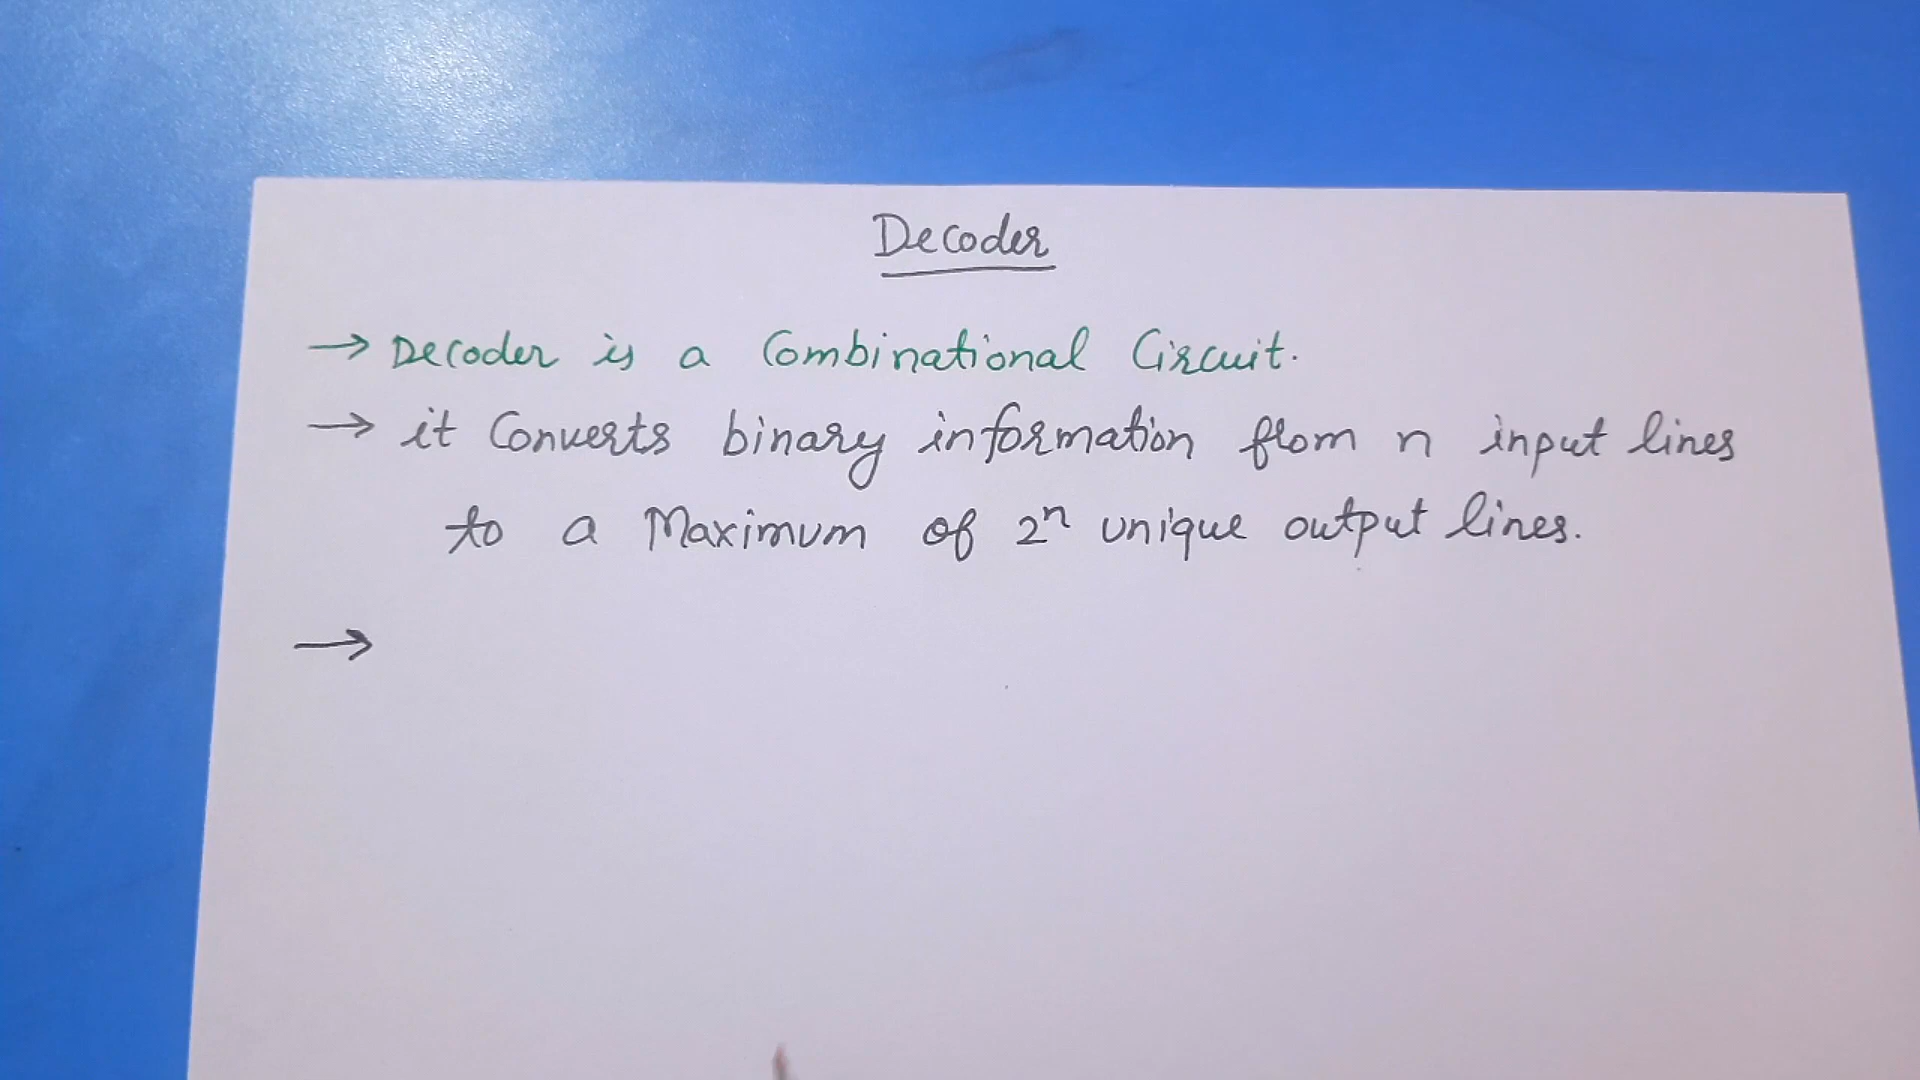 Decoder
→ Decoder is a Combinational Circuit.
→ it Converts binary information from n input lines
to a Maximum of 2ⁿ unique output lines.
→